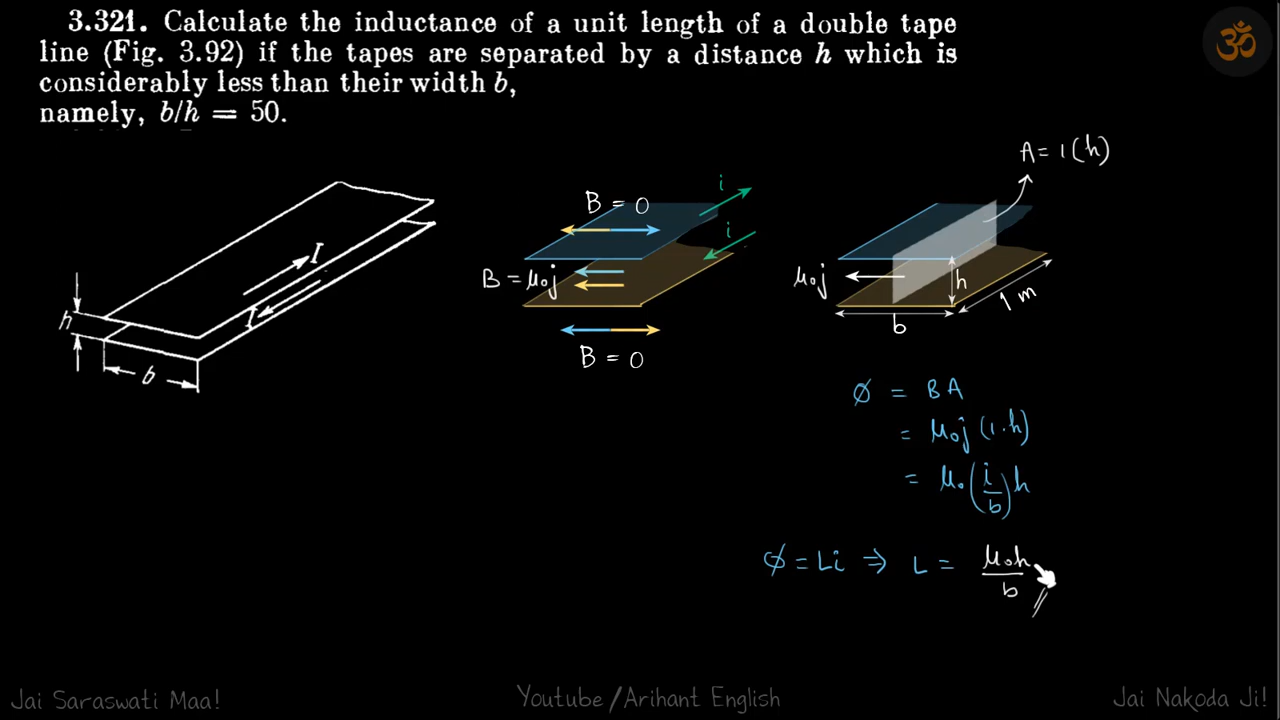 3.321. Calculate the inductance of a unit length of a double tape
line (Fig. 3.92) if the tapes are separated by a distance h which is
considerably less than their width b,
namely, b/h = 50.
ॐ
A = 1(h)
i
B = 0
i
I
B = μ₀j
μ₀j
h
1 m
I
h
b
b
B = 0
ϕ = BA
= μ₀j (1.h)
= μ₀(i/b)h
ϕ = Li ⇒ L = μ₀h/b
Jai Saraswati Maa!
Youtube /Arihant English
Jai Nakoda Ji!